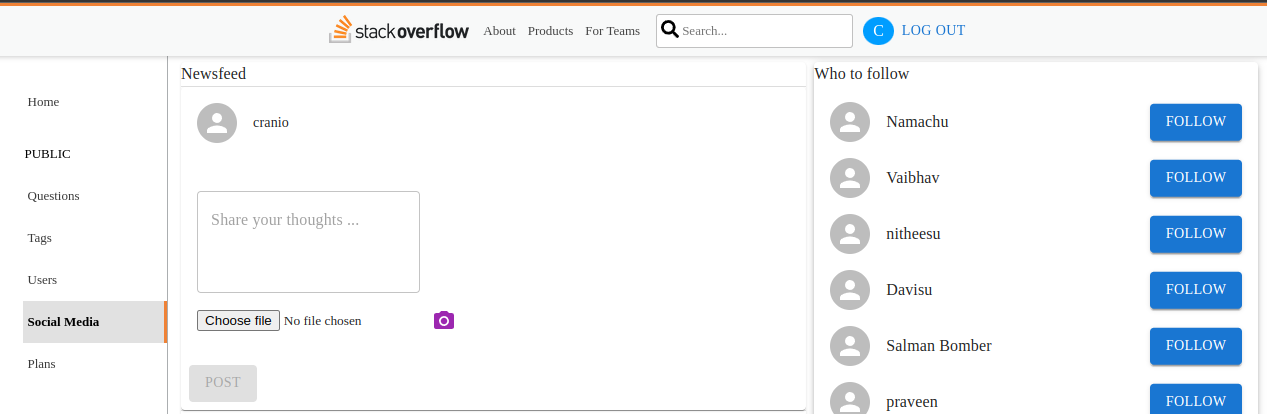 stackoverflow About Products For Teams Search... C LOG OUT
Home
PUBLIC
Questions
Tags
Users
Social Media
Plans
Newsfeed
cranio
Share your thoughts ...
Choose file No file chosen
POST
Who to follow
Namachu FOLLOW
Vaibhav FOLLOW
nitheesu FOLLOW
Davisu FOLLOW
Salman Bomber FOLLOW
praveen FOLLOW